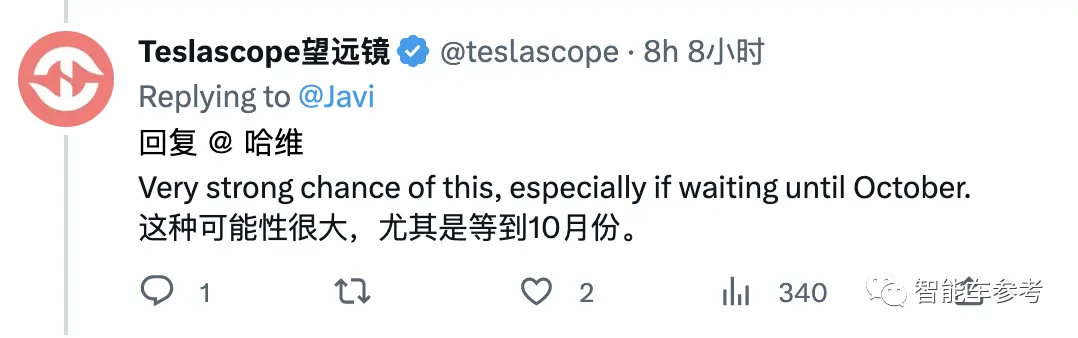 Teslascope望远镜 @teslascope · 8h 8小时
Replying to @Javi
回复 @ 哈维
Very strong chance of this, especially if waiting until October.
这种可能性很大，尤其是等到10月份。
1 2 340 智能车参考